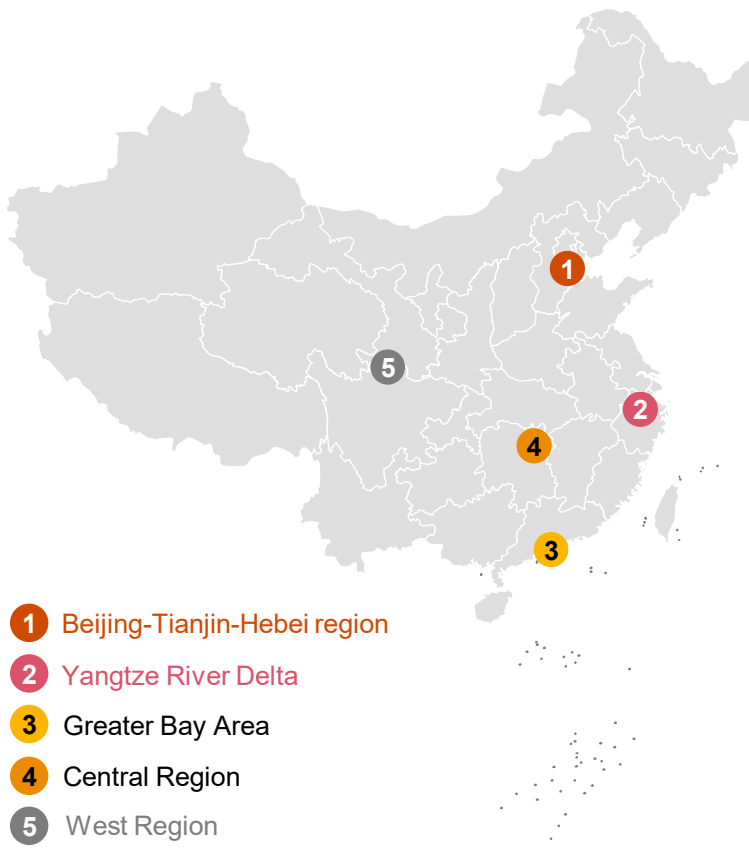 1
5
2
4
3
1 Beijing-Tianjin-Hebei region
2 Yangtze River Delta
3 Greater Bay Area
4 Central Region
5 West Region